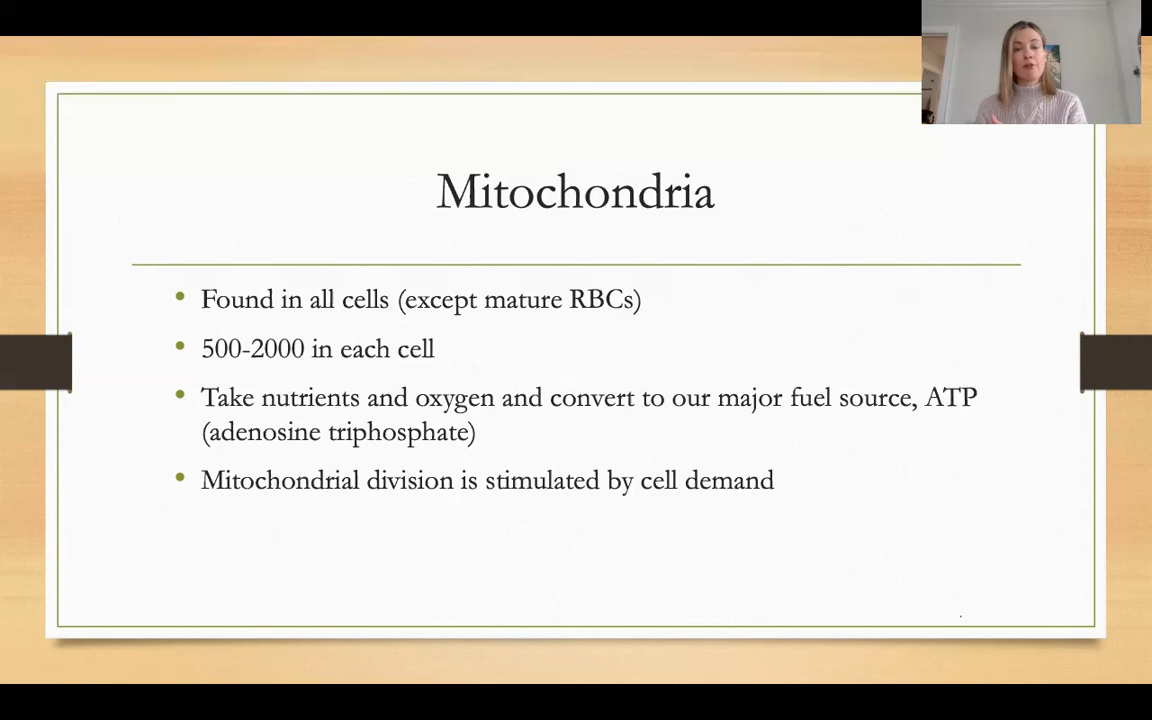 Mitochondria
• Found in all cells (except mature RBCs)
• 500-2000 in each cell
• Take nutrients and oxygen and convert to our major fuel source, ATP
(adenosine triphosphate)
• Mitochondrial division is stimulated by cell demand